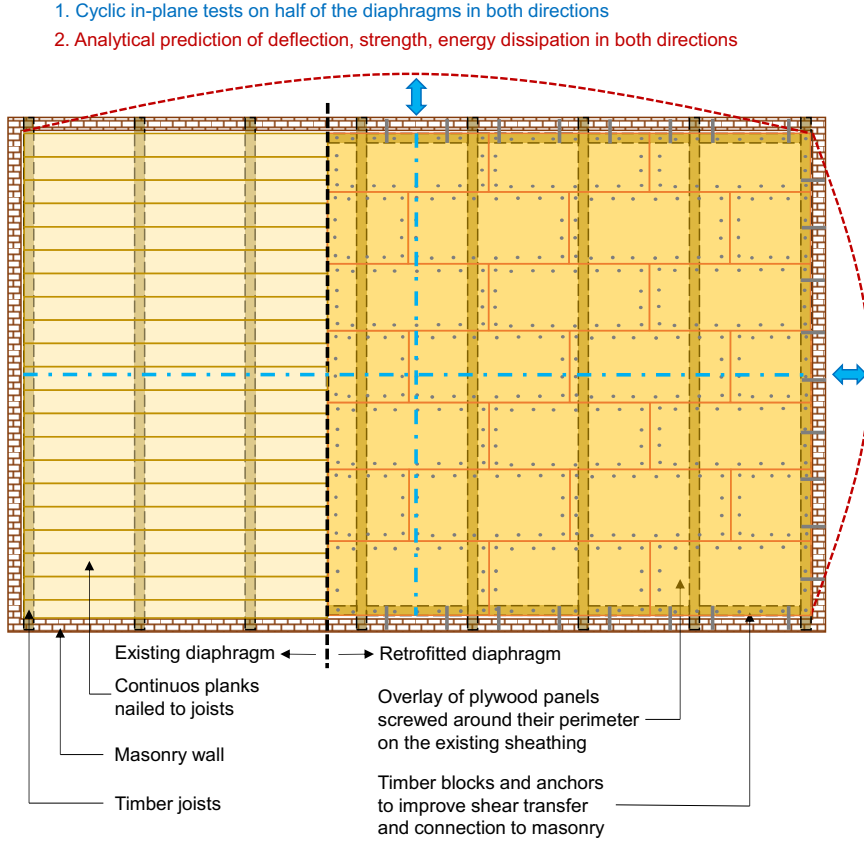 1. Cyclic in-plane tests on half of the diaphragms in both directions
2. Analytical prediction of deflection, strength, energy dissipation in both directions
Existing diaphragm
Retrofitted diaphragm
Continuos planks
nailed to joists
Masonry wall
Timber joists
Overlay of plywood panels
screwed around their perimeter
on the existing sheathing
Timber blocks and anchors
to improve shear transfer
and connection to masonry